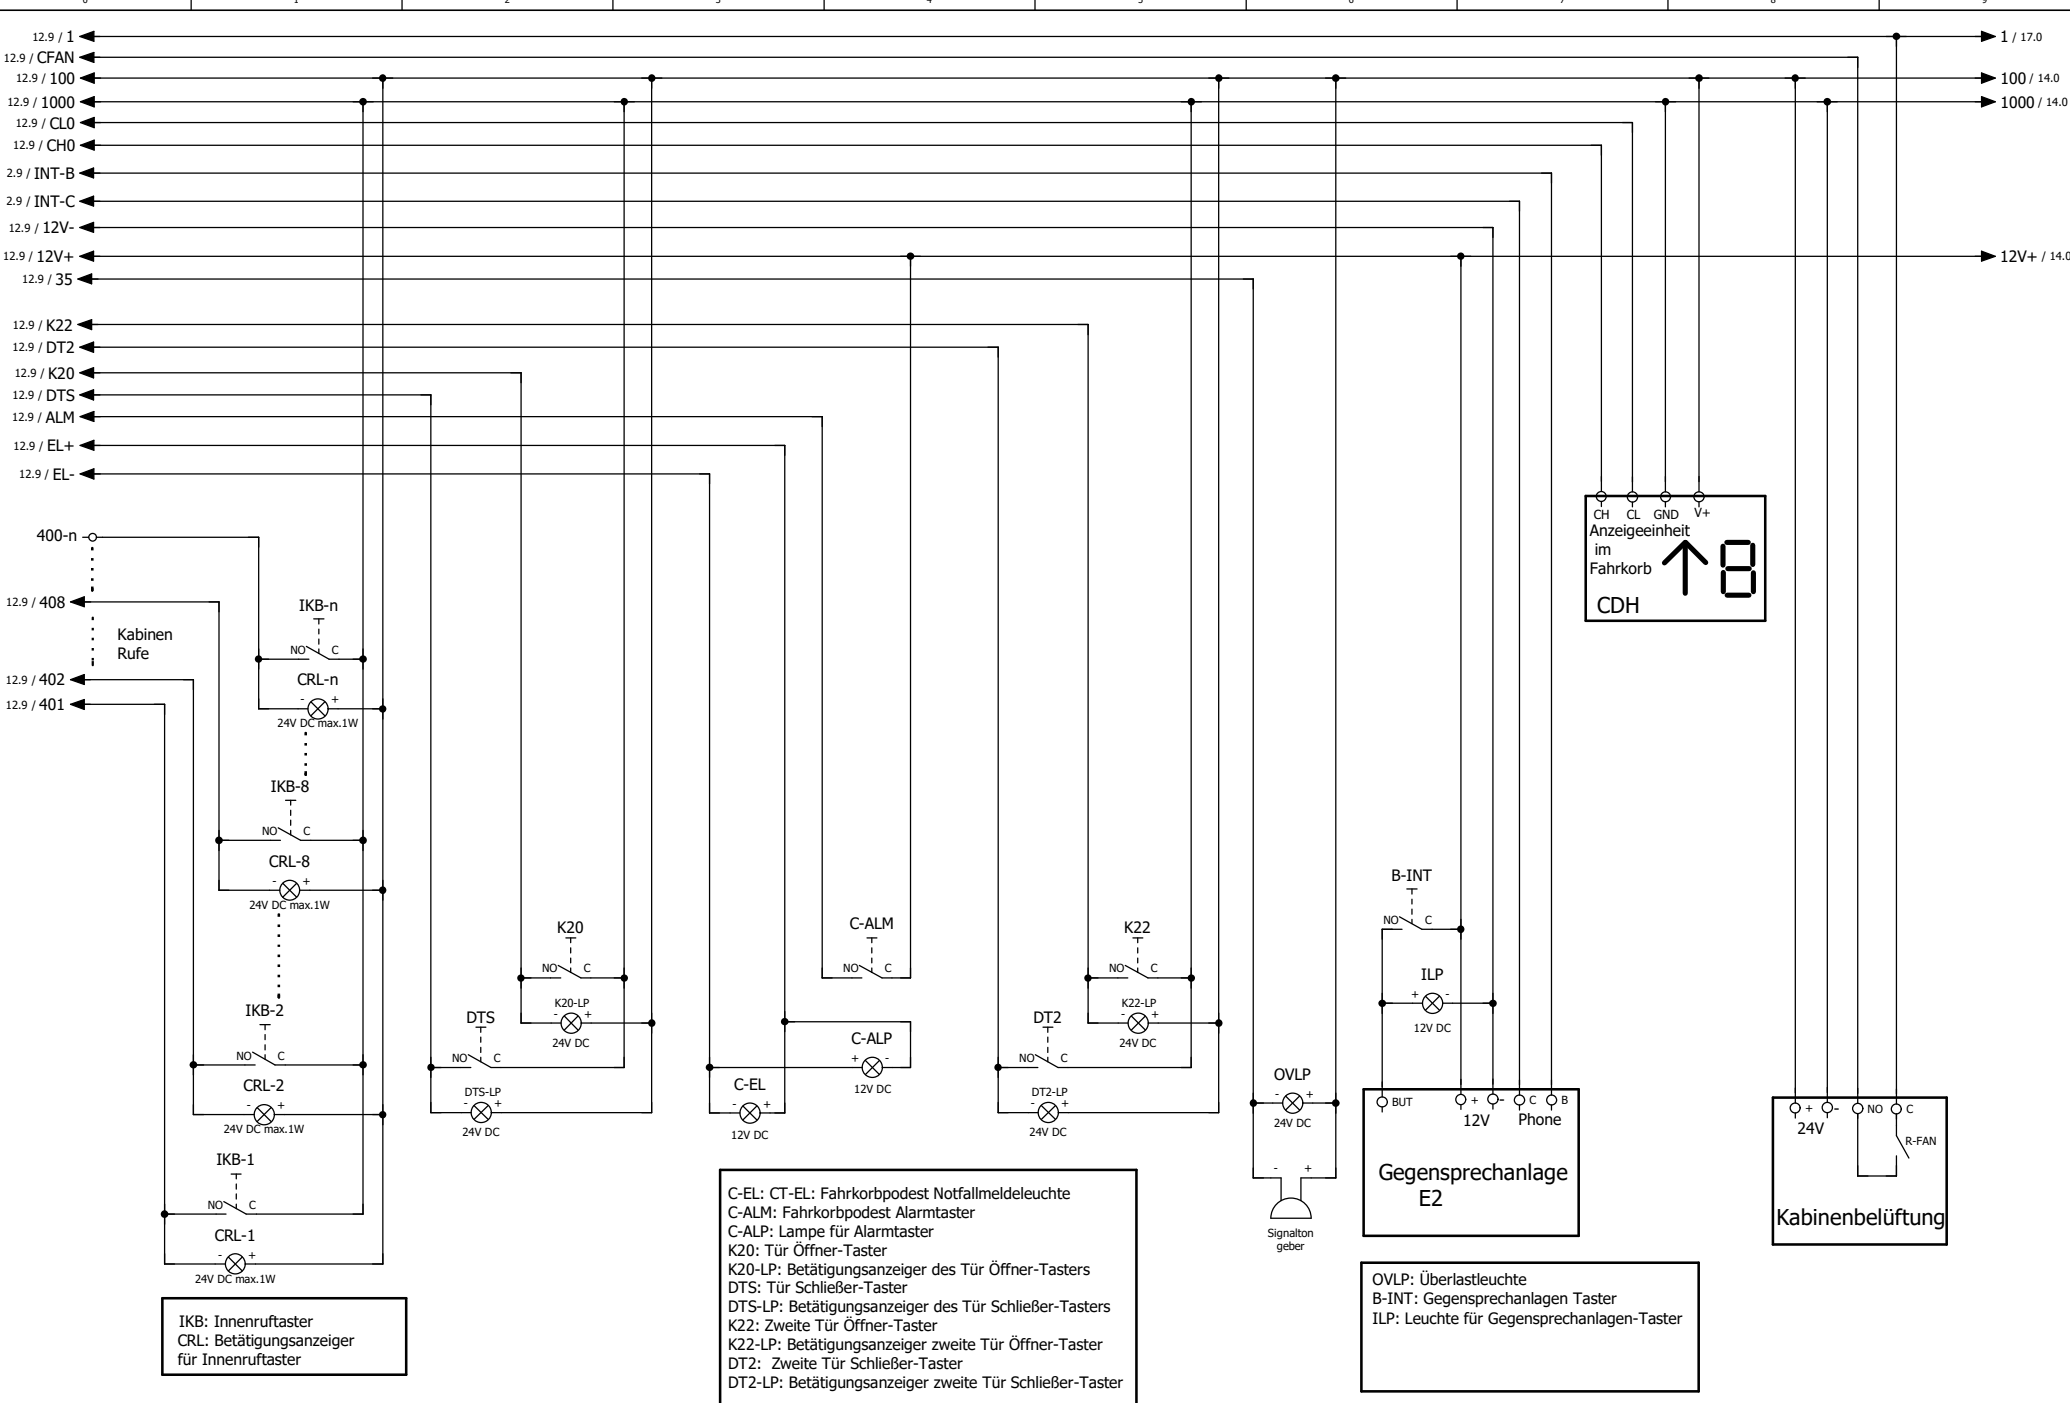 0 1 2 3 4 5 6 7 8 9
12.9 / 1
1 / 17.0
12.9 / CFAN
12.9 / 100
100 / 14.0
12.9 / 1000
1000 / 14.0
12.9 / CL0
12.9 / CH0
2.9 / INT-B
2.9 / INT-C
12.9 / 12V-
12.9 / 12V+
12V+ / 14.0
12.9 / 35
12.9 / K22
12.9 / DT2
12.9 / K20
12.9 / DTS
12.9 / ALM
12.9 / EL+
12.9 / EL-
CH CL GND V+
Anzeigeeinheit
im
Fahrkorb
CDH
400-n
12.9 / 408
Kabinen
Rufe
12.9 / 402
12.9 / 401
IKB-n
NO C
CRL-n
- +
24V DC max.1W
IKB-8
NO C
CRL-8
- +
24V DC max.1W
IKB-2
NO C
CRL-2
- +
24V DC max.1W
IKB-1
NO C
CRL-1
- +
24V DC max.1W
K20
NO C
K20-LP
- +
24V DC
DTS
NO C
DTS-LP
- +
24V DC
C-ALM
NO C
C-ALP
+ -
12V DC
C-EL
- +
12V DC
K22
NO C
K22-LP
- +
24V DC
DT2
NO C
DT2-LP
- +
24V DC
OVLP
- +
24V DC
- +
Signalton
geber
B-INT
NO C
ILP
+ -
12V DC
BUT + - C B
12V Phone
Gegensprechanlage
E2
+ - NO C
24V
R-FAN
Kabinenbelüftung
IKB: Innenruftaster
CRL: Betätigungsanzeiger
für Innenruftaster
C-EL: CT-EL: Fahrkorbpodest Notfallmeldeleuchte
C-ALM: Fahrkorbpodest Alarmtaster
C-ALP: Lampe für Alarmtaster
K20: Tür Öffner-Taster
K20-LP: Betätigungsanzeiger des Tür Öffner-Tasters
DTS: Tür Schließer-Taster
DTS-LP: Betätigungsanzeiger des Tür Schließer-Tasters
K22: Zweite Tür Öffner-Taster
K22-LP: Betätigungsanzeiger zweite Tür Öffner-Taster
DT2: Zweite Tür Schließer-Taster
DT2-LP: Betätigungsanzeiger zweite Tür Schließer-Taster
OVLP: Überlastleuchte
B-INT: Gegensprechanlagen Taster
ILP: Leuchte für Gegensprechanlagen-Taster